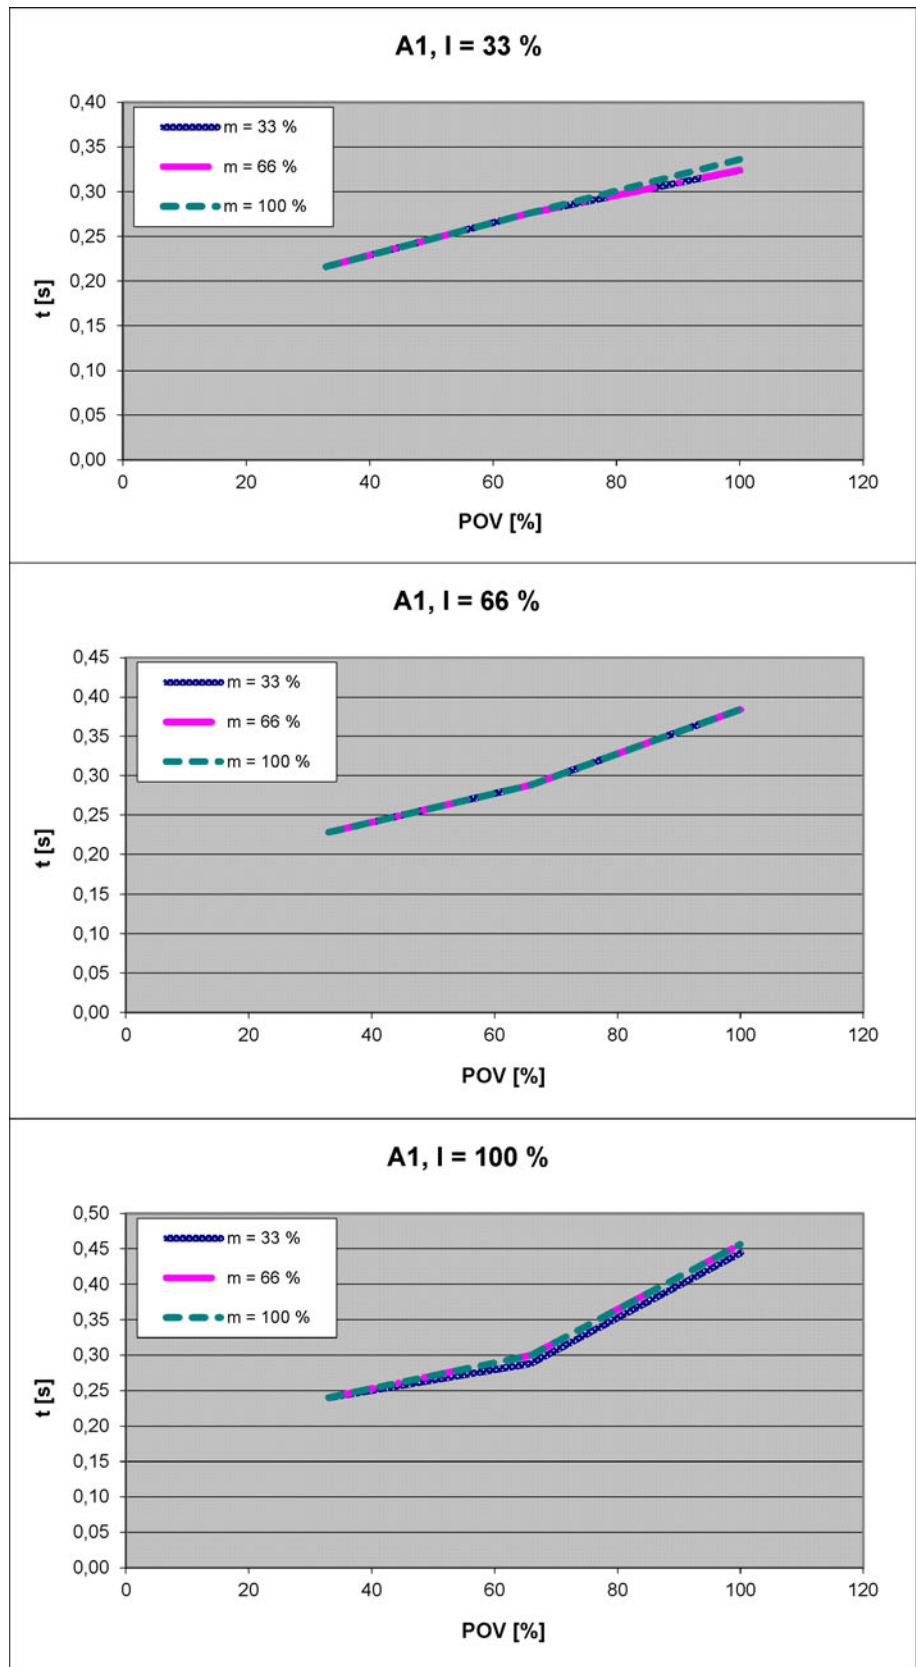 A1, l = 33 %
0,40
0,35
0,30
0,25
0,20
0,15
0,10
0,05
0,00
m = 33 %
m = 66 %
m = 100 %
t [s]
0 20 40 60 80 100 120
POV [%]
A1, l = 66 %
0,45
0,40
0,35
0,30
0,25
0,20
0,15
0,10
0,05
0,00
m = 33 %
m = 66 %
m = 100 %
t [s]
0 20 40 60 80 100 120
POV [%]
A1, l = 100 %
0,50
0,45
0,40
0,35
0,30
0,25
0,20
0,15
0,10
0,05
0,00
m = 33 %
m = 66 %
m = 100 %
t [s]
0 20 40 60 80 100 120
POV [%]